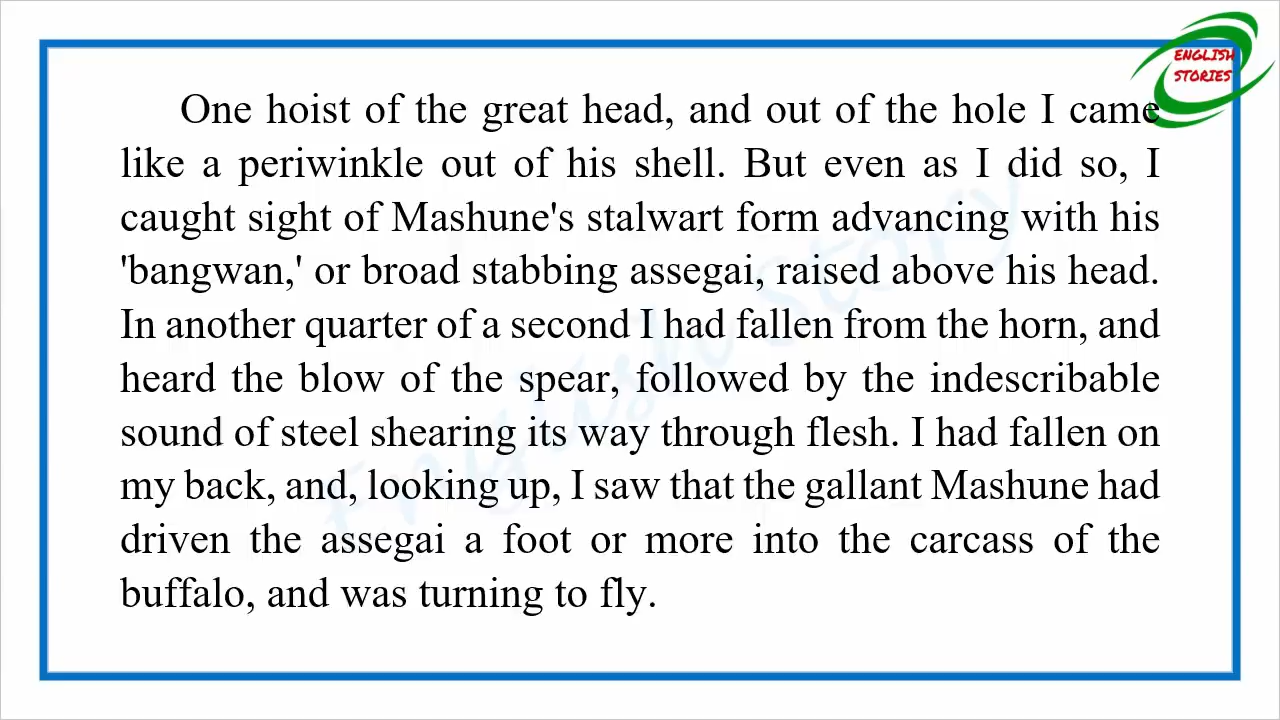 ENGLISH
STORIES
One hoist of the great head, and out of the hole I came
like a periwinkle out of his shell. But even as I did so, I
caught sight of Mashune's stalwart form advancing with his
'bangwan,' or broad stabbing assegai, raised above his head.
In another quarter of a second I had fallen from the horn, and
heard the blow of the spear, followed by the indescribable
sound of steel shearing its way through flesh. I had fallen on
my back, and, looking up, I saw that the gallant Mashune had
driven the assegai a foot or more into the carcass of the
buffalo, and was turning to fly.
English Story